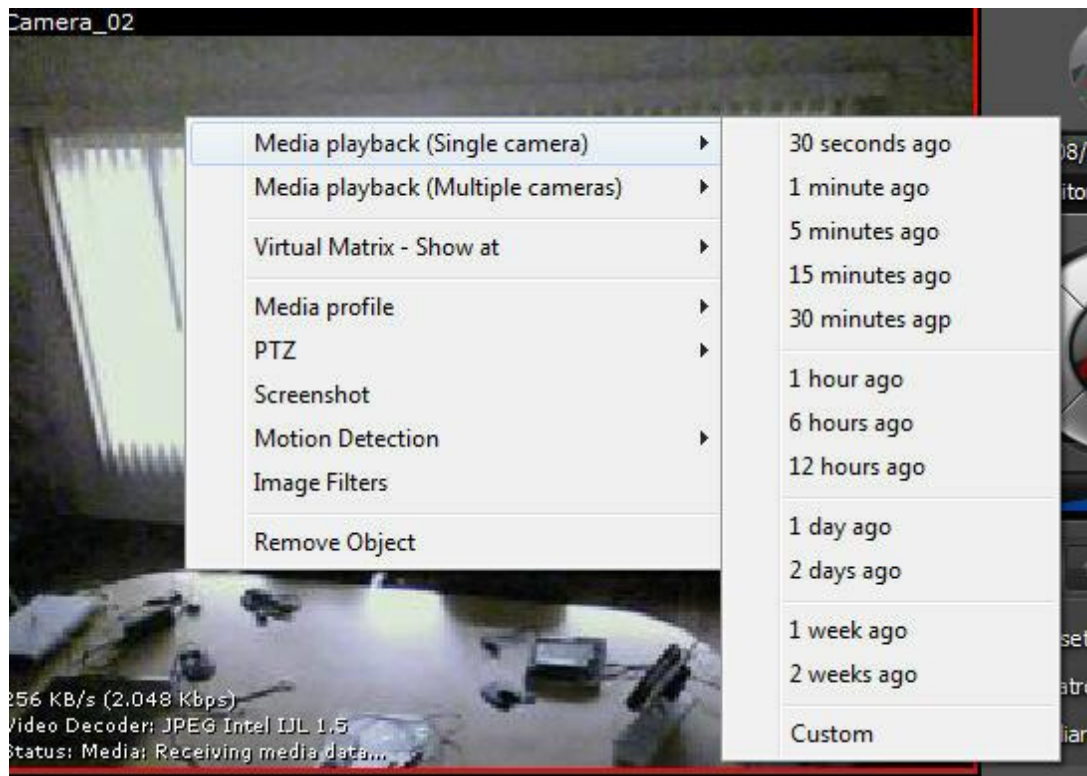 Camera_02
Media playback (Single camera)
Media playback (Multiple cameras)
Virtual Matrix - Show at
Media profile
PTZ
Screenshot
Motion Detection
Image Filters
Remove Object
30 seconds ago
1 minute ago
5 minutes ago
15 minutes ago
30 minutes agp
1 hour ago
6 hours ago
12 hours ago
1 day ago
2 days ago
1 week ago
2 weeks ago
Custom
256 KB/s (2.048 Kbps)
Video Decoder: JPEG Intel IJL 1.5
Status: Media: Receiving media data...